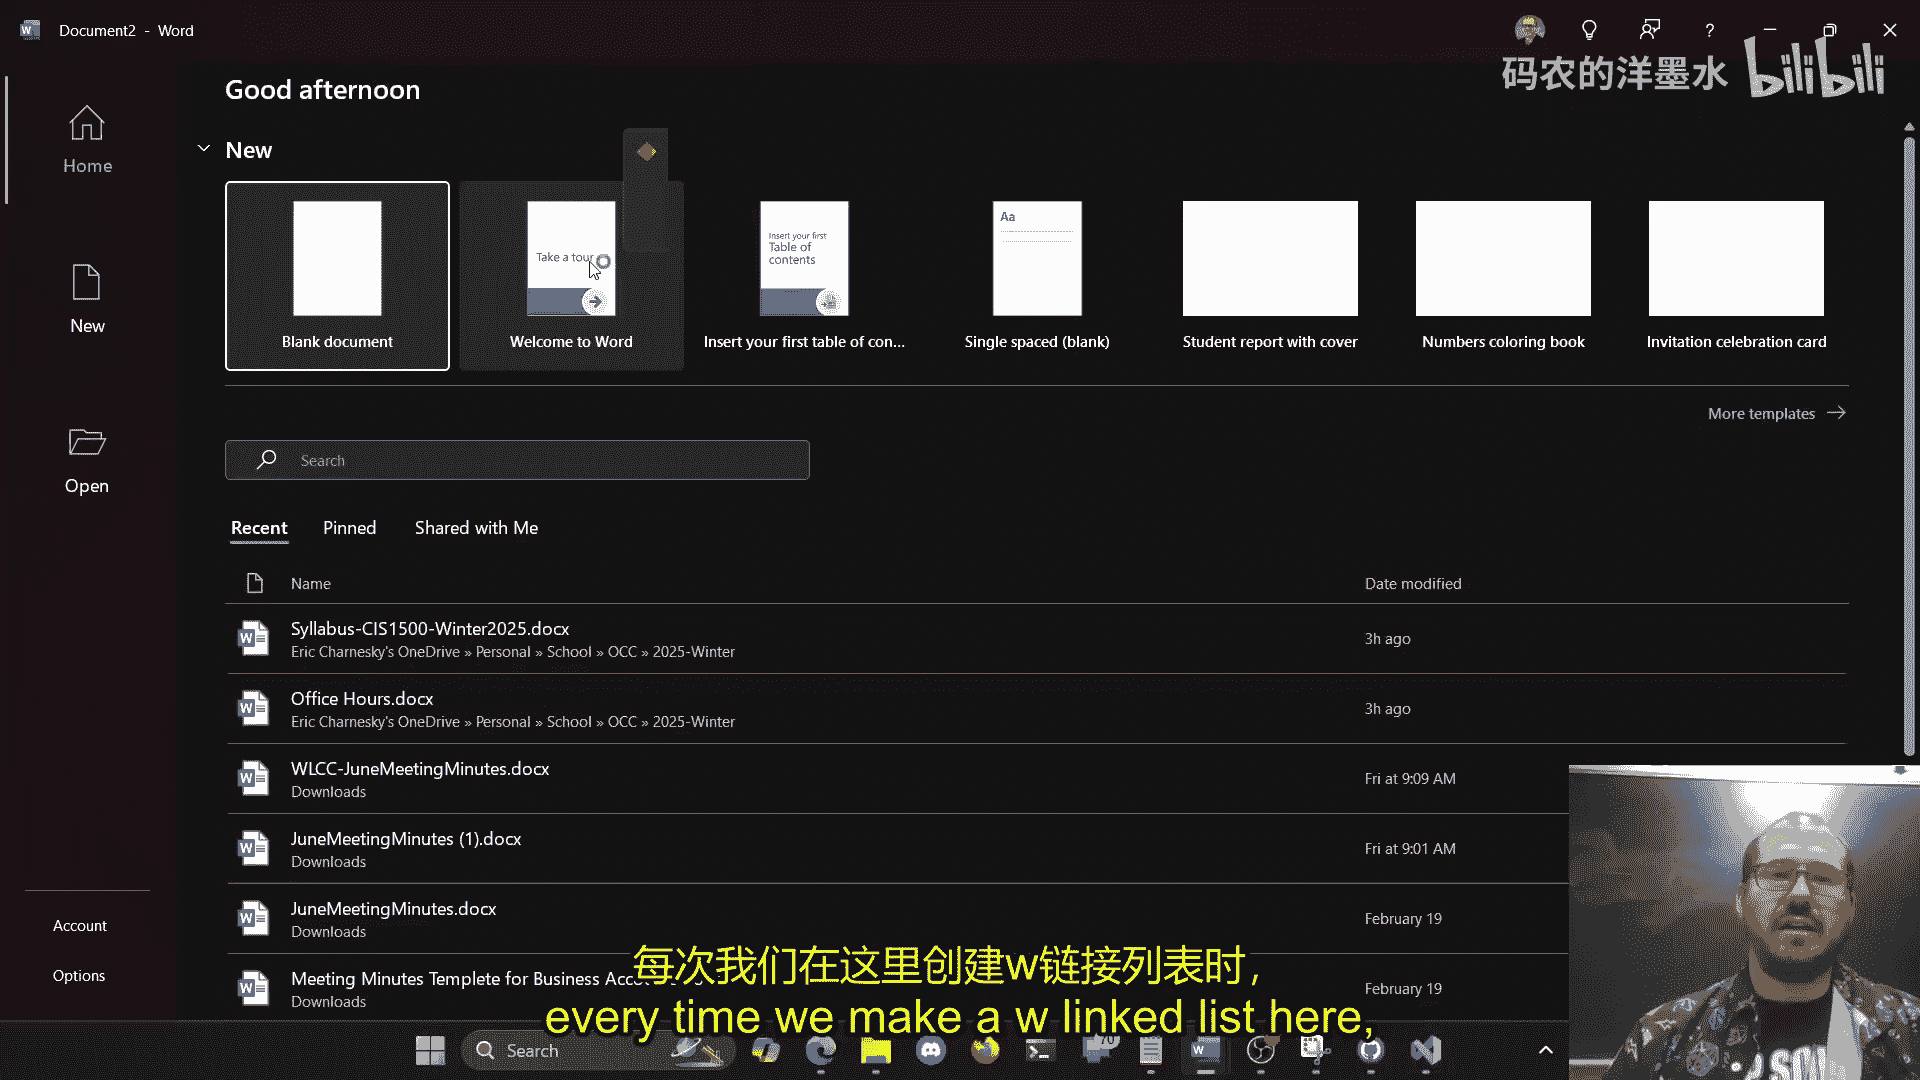 Document2 - Word
码农的洋墨水 bilibili
Good afternoon
Home
New
Take a tour
Insert your first
Table of
contents
Aa
Blank document
Welcome to Word
Insert your first table of con...
Single spaced (blank)
Student report with cover
Numbers coloring book
Invitation celebration card
New
More templates
Search
Open
Recent Pinned Shared with Me
Name Date modified
Syllabus-CIS1500-Winter2025.docx
Eric Charnesky's OneDrive » Personal » School » OCC » 2025-Winter
3h ago
Office Hours.docx
Eric Charnesky's OneDrive » Personal » School » OCC » 2025-Winter
3h ago
WLCC-JuneMeetingMinutes.docx
Downloads
Fri at 9:09 AM
JuneMeetingMinutes (1).docx
Downloads
Fri at 9:01 AM
JuneMeetingMinutes.docx
Downloads
February 19
Meeting Minutes Templete for Business
Downloads
February 19
Account
Options
每次我们在这里创建w链接列表时，
every time we make a w linked list here,
Search
70